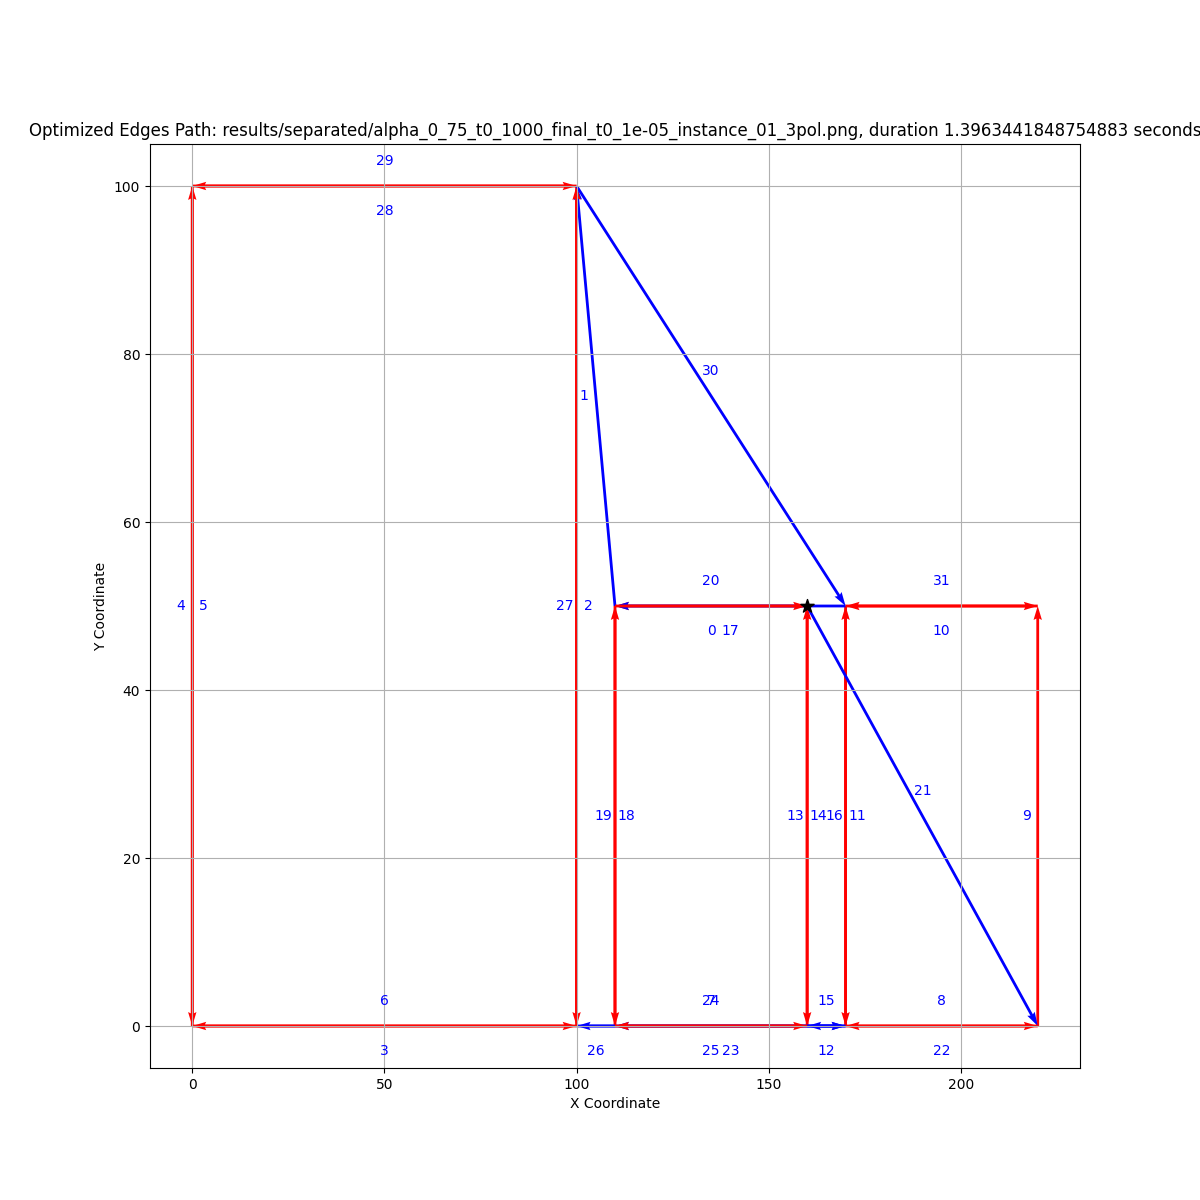 Optimized Edges Path: results/separated/alpha_0_75_t0_1000_final_t0_1e-05_instance_01_3pol.png, duration 1.3963441848754883 seconds
29
100
28
30
80
1
60
20 31
4 5 27 2
0 17 10
Y Coordinate
40
21
19 18 13 14 16 11 9
20
6 24 7 15 8
0
3 26 25 23 12 22
0 50 100 150 200
X Coordinate